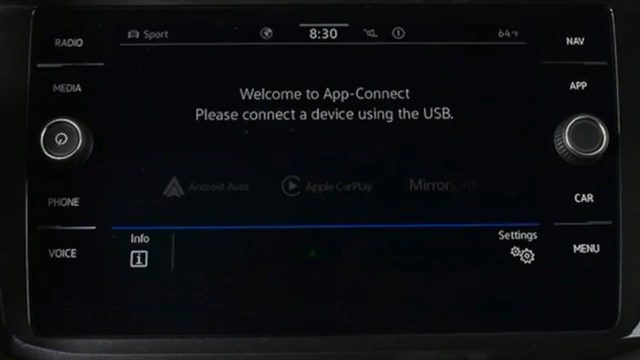 RADIO
MEDIA
PHONE
VOICE
Sport
8:30
64°F
Welcome to App-Connect
Please connect a device using the USB.
Android Auto
Apple CarPlay
MirrorLink
Info
Settings
NAV
APP
CAR
MENU